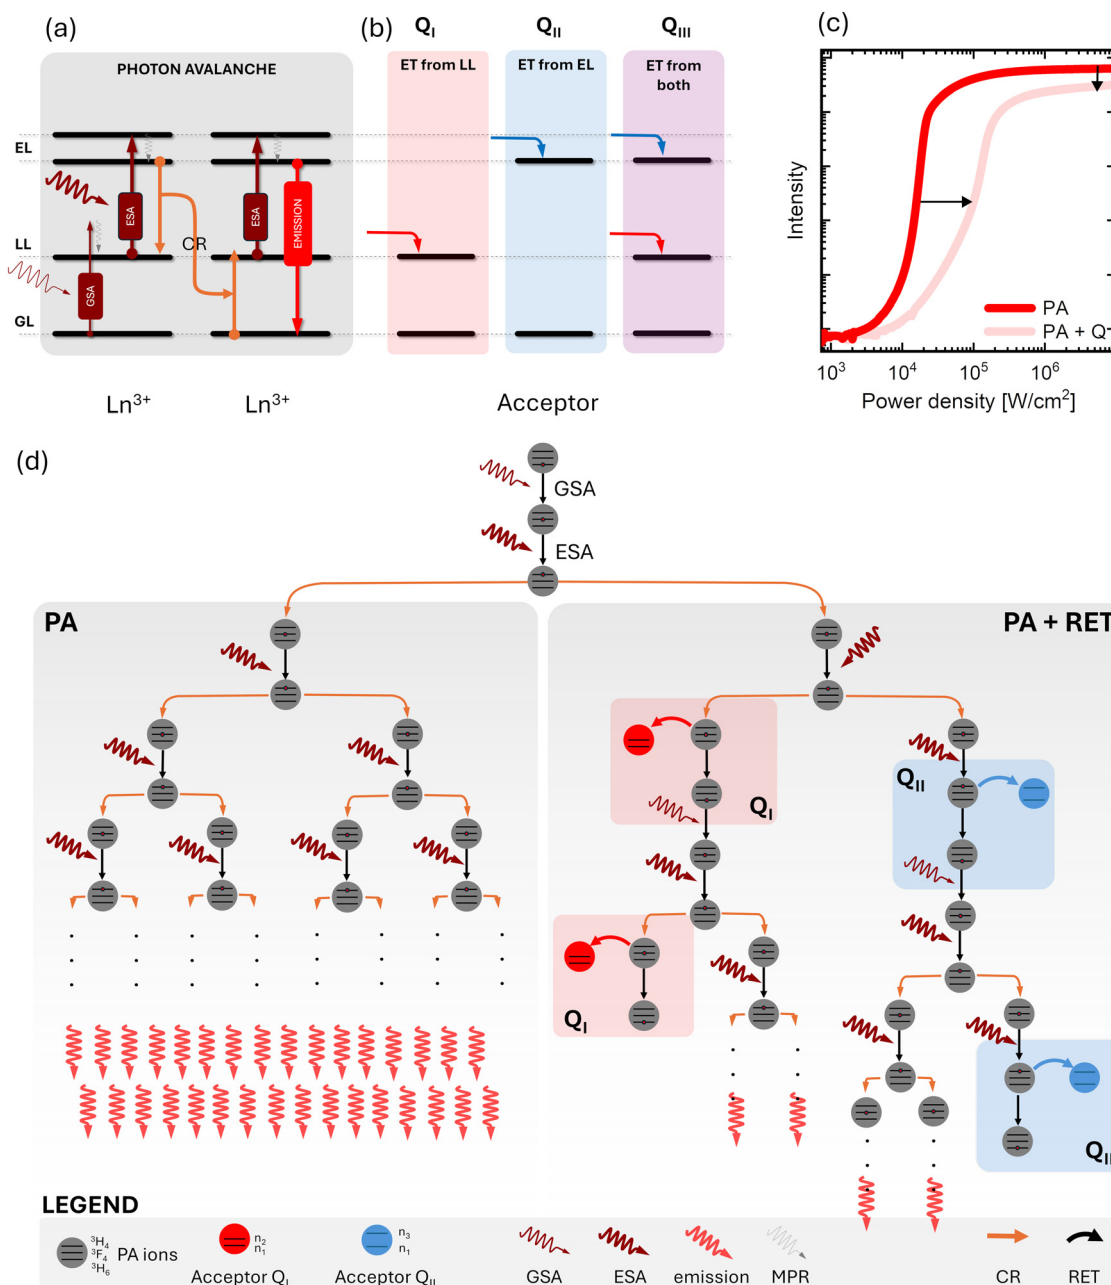 (a)
PHOTON AVALANCHE
EL
LL
GL
ESA
GSA
CR
ESA
EMISSION
Ln3+
Ln3+
(b)
QI
QII
QIII
ET from LL
ET from EL
ET from
both
Acceptor
(c)
Intensity
PA
PA + Q
10³ 10⁴ 10⁵ 10⁶
Power density [W/cm²]
(d)
GSA
ESA
PA
PA + RET
QI
QII
QI
QII
LEGEND
³H₄
³F₄
³H₆
PA ions
n₂
n₁
Acceptor QI
n₃
n₁
Acceptor QII
GSA
ESA
emission
MPR
CR
RET